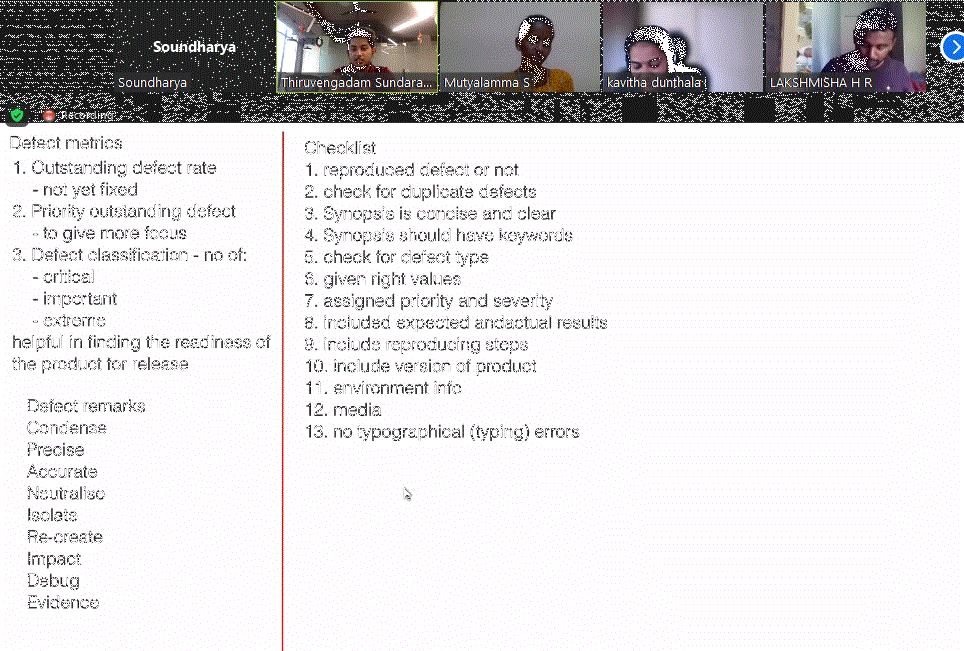 Soundharya
Soundharya
Thiruvengadam Sundara...
Mutyalamma S
kavitha dunthala
LAKSHMISHA H R
Recording
Defect metrics
1. Outstanding defect rate
- not yet fixed
2. Priority outstanding defect
- to give more focus
3. Defect classification - no of:
- critical
- important
- extreme
helpful in finding the readiness of
the product for release
Defect remarks
Condense
Precise
Accurate
Neutralise
Isolate
Re-create
Impact
Debug
Evidence
Checklist
1. reproduced defect or not
2. check for duplicate defects
3. Synopsis is concise and clear
4. Synopsis should have keywords
5. check for defect type
6. given right values
7. assigned priority and severity
8. included expected andactual results
9. include reproducing steps
10. include version of product
11. environment info
12. media
13. no typographical (typing) errors